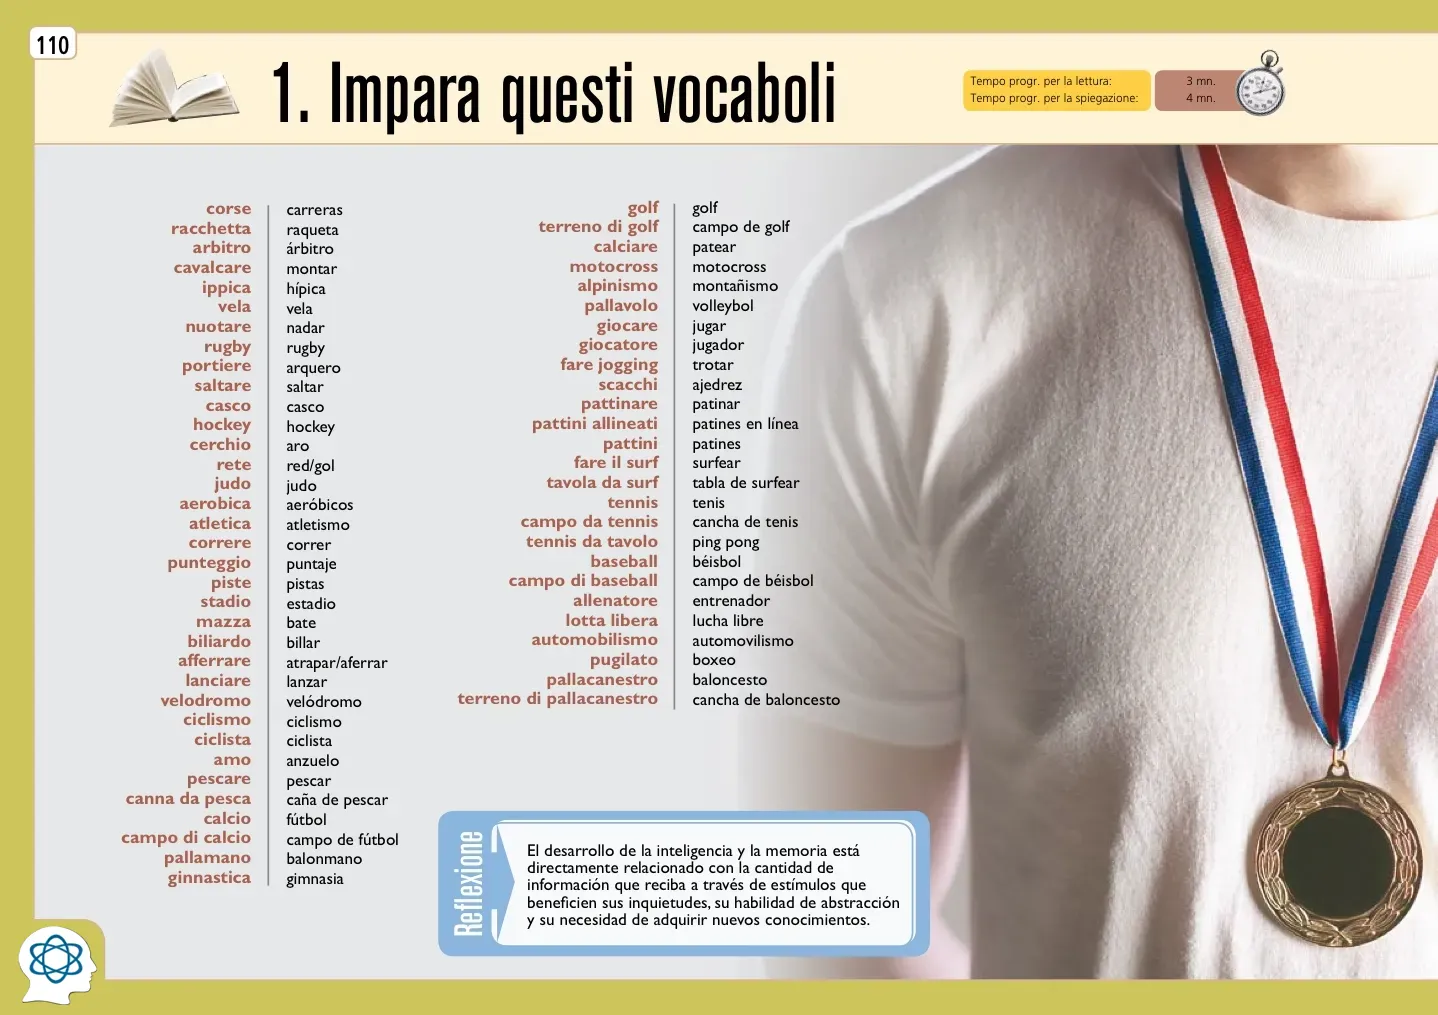 110
1. Impara questi vocaboli
Tempo progr. per la lettura: 3 mn.
Tempo progr. per la spiegazione: 4 mn.
corse carreras
racchetta raqueta
arbitro árbitro
cavalcare montar
ippica hípica
vela vela
nuotare nadar
rugby rugby
portiere arquero
saltare saltar
casco casco
hockey hockey
cerchio aro
rete red/gol
judo judo
aerobica aeróbicos
atletica atletismo
correre correr
punteggio puntaje
piste pistas
stadio estadio
mazza bate
biliardo billar
afferrare atrapar/aferrar
lanciare lanzar
velodromo velódromo
ciclismo ciclismo
ciclista ciclista
amo anzuelo
pescare pescar
canna da pesca caña de pescar
calcio fútbol
campo di calcio campo de fútbol
pallamano balonmano
ginnastica gimnasia
golf golf
terreno di golf campo de golf
calciare patear
motocross motocross
alpinismo montañismo
pallavolo volleybol
giocare jugar
giocatore jugador
fare jogging trotar
scacchi ajedrez
pattinare patinar
pattini allineati patines en línea
pattini patines
fare il surf surfear
tavola da surf tabla de surfear
tennis tenis
campo da tennis cancha de tenis
tennis da tavolo ping pong
baseball béisbol
campo di baseball campo de béisbol
allenatore entrenador
lotta libera lucha libre
automobilismo automovilismo
pugilato boxeo
pallacanestro baloncesto
terreno di pallacanestro cancha de baloncesto
Reflexione
El desarrollo de la inteligencia y la memoria está
directamente relacionado con la cantidad de
información que reciba a través de estímulos que
beneficien sus inquietudes, su habilidad de abstracción
y su necesidad de adquirir nuevos conocimientos.